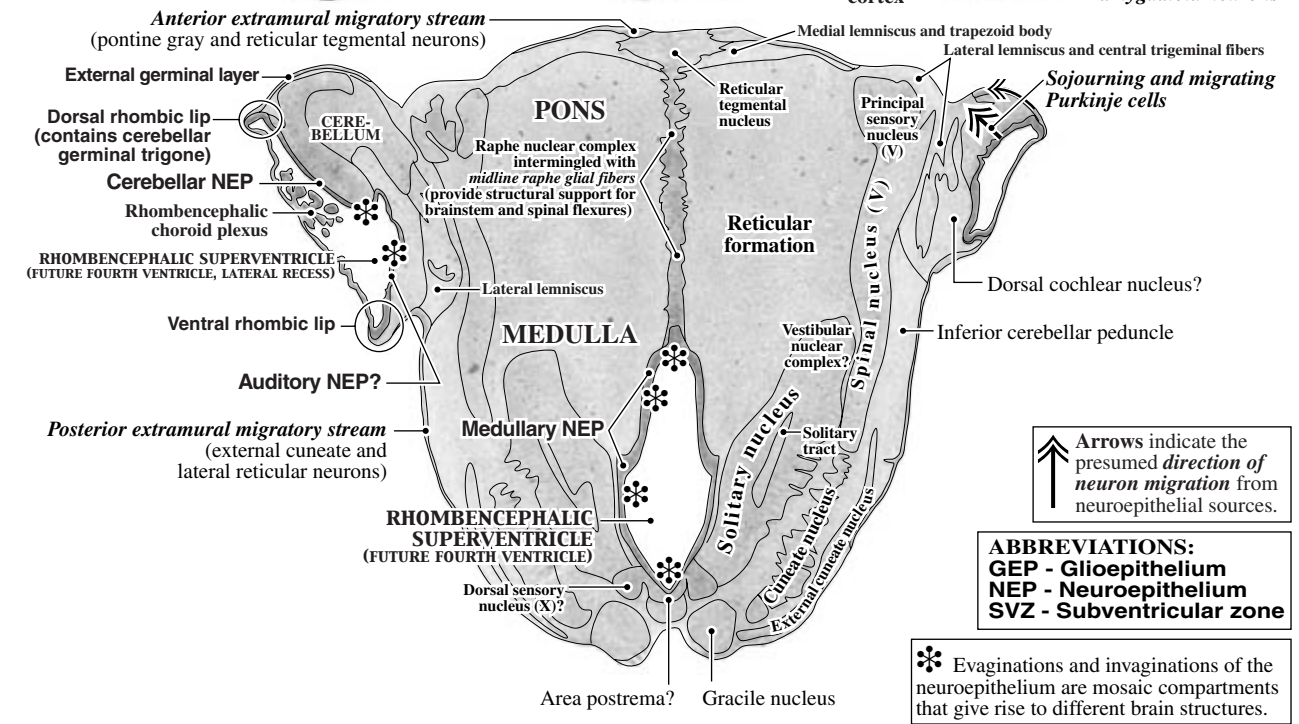 cortex
Anterior extramural migratory stream
(pontine gray and reticular tegmental neurons)
Medial lemniscus and trapezoid body
Lateral lemniscus and central trigeminal fibers
External germinal layer
Sojourning and migrating
Purkinje cells
Dorsal rhombic lip
(contains cerebellar
germinal trigone)
CERE-
BELLUM
PONS
Reticular
tegmental
nucleus
Principal
sensory
nucleus
(V)
Raphe nuclear complex
intermingled with
midline raphe glial fibers
(provide structural support for
brainstem and spinal flexures)
Cerebellar NEP
Rhombencephalic
choroid plexus
Reticular
formation
Spinal nucleus (V)
RHOMBENCEPHALIC SUPERVENTRICLE
(FUTURE FOURTH VENTRICLE, LATERAL RECESS)
Lateral lemniscus
Dorsal cochlear nucleus?
Ventral rhombic lip
MEDULLA
Vestibular
nuclear
complex?
Inferior cerebellar peduncle
Auditory NEP?
Posterior extramural migratory stream
(external cuneate and
lateral reticular neurons)
Medullary NEP
Solitary nucleus
Solitary
tract
Cuneate nucleus
External cuneate nucleus
RHOMBENCEPHALIC
SUPERVENTRICLE
(FUTURE FOURTH VENTRICLE)
Dorsal sensory
nucleus (X)?
Area postrema?
Gracile nucleus
Arrows indicate the
presumed direction of
neuron migration from
neuroepithelial sources.
ABBREVIATIONS:
GEP - Glioepithelium
NEP - Neuroepithelium
SVZ - Subventricular zone
Evaginations and invaginations of the
neuroepithelium are mosaic compartments
that give rise to different brain structures.